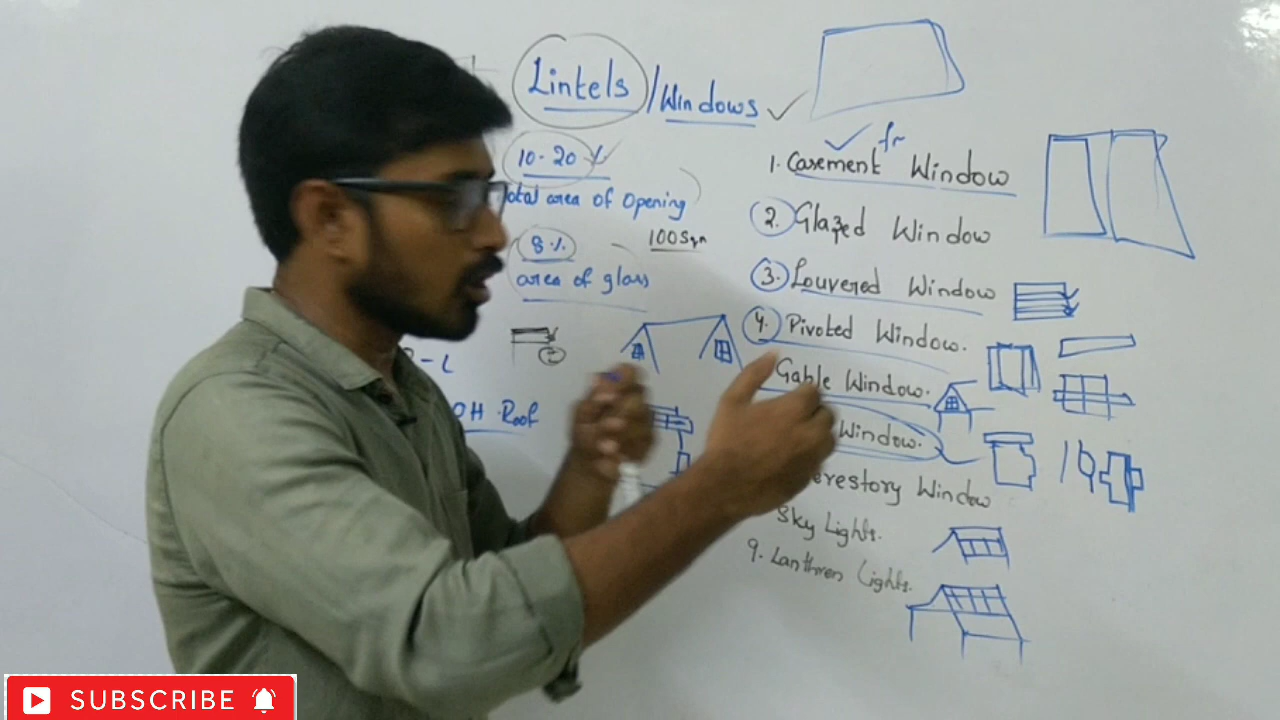 Lintels / Windows
10-20 %
total area of opening
8 %
100 Sqm
area of glass
OH Roof
fr
1. Casement Window
2. Glazed Window
3. Louvered Window
4. Pivoted Window.
Gable Window.
Window.
erestory Window
Sky Lights.
9. Lanthren Lights.
SUBSCRIBE